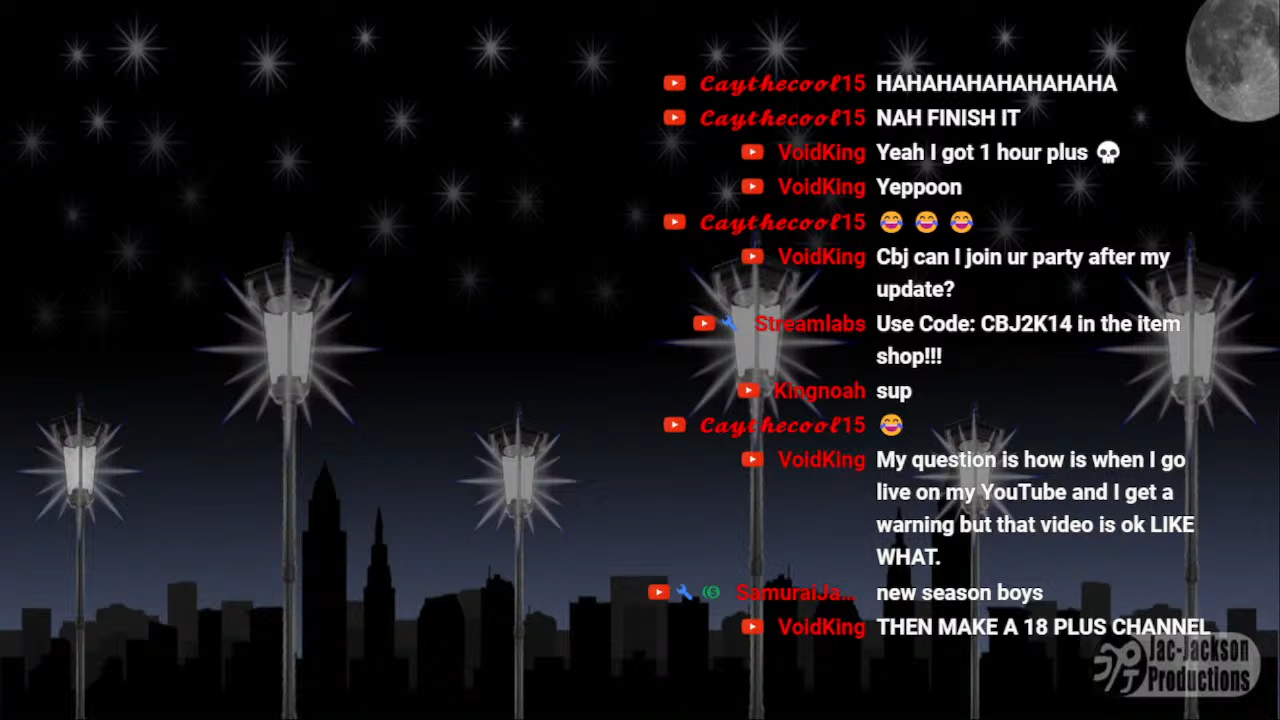 Caythecool15 HAHAHAHAHAHAHAHA
Caythecool15 NAH FINISH IT
VoidKing Yeah I got 1 hour plus 💀
VoidKing Yeppoon
Caythecool15 😂 😂 😂
VoidKing Cbj can I join ur party after my
update?
Streamlabs Use Code: CBJ2K14 in the item
shop!!!
Kingnoah sup
Caythecool15 😂
VoidKing My question is how is when I go
live on my YouTube and I get a
warning but that video is ok LIKE
WHAT.
SamuraiJa... new season boys
VoidKing THEN MAKE A 18 PLUS CHANNEL
Jac-Jackson
Productions